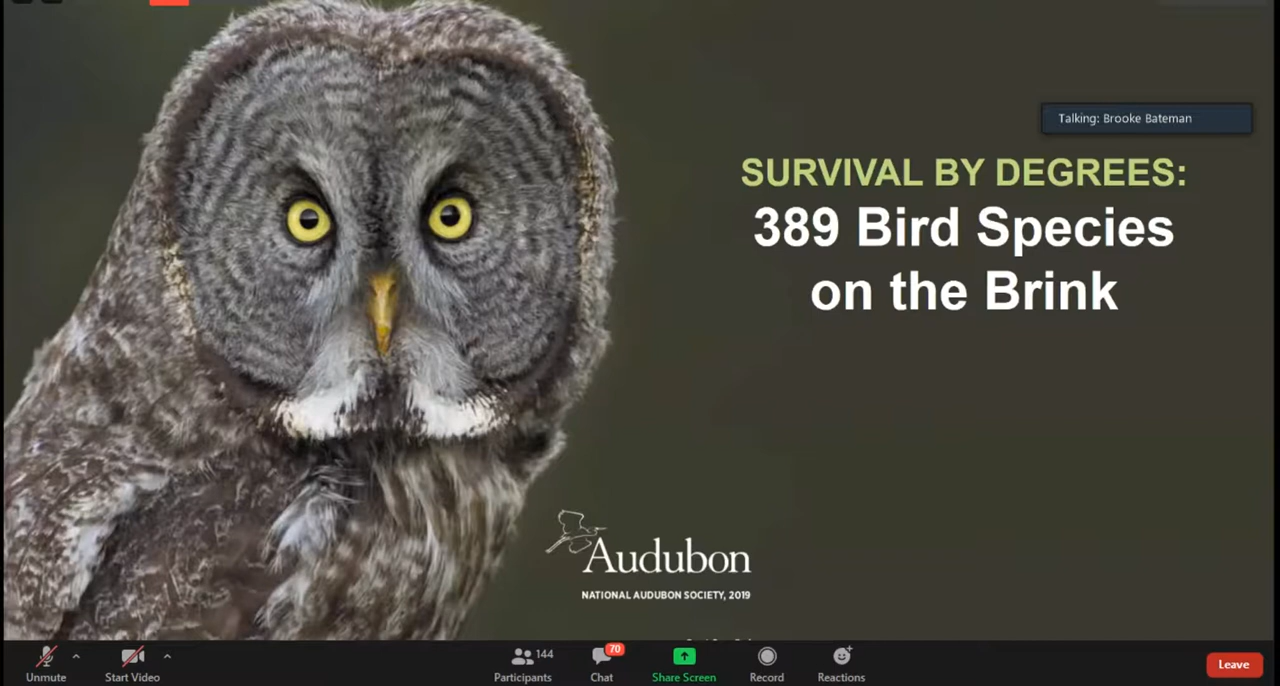 Talking: Brooke Bateman
SURVIVAL BY DEGREES:
389 Bird Species
on the Brink
Audubon
NATIONAL AUDUBON SOCIETY, 2019
Unmute
Start Video
144
Participants
70
Chat
Share Screen
Record
Reactions
Leave